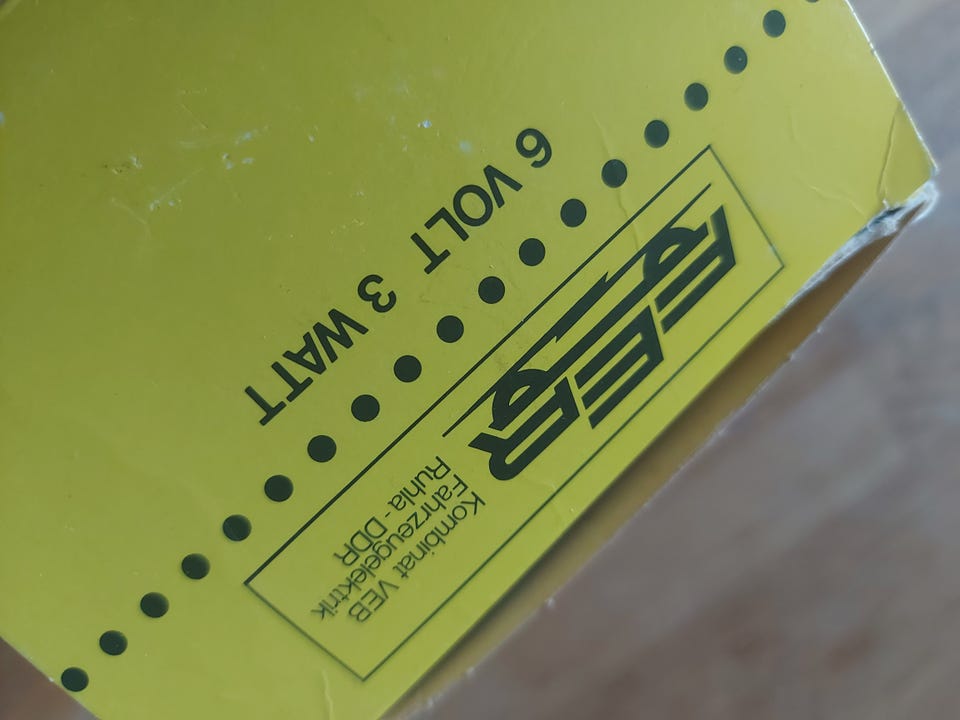 6 VOLT 3 WATT
FER
Kombinat VEB
Fahrzeugelektrik
Ruhla - DDR